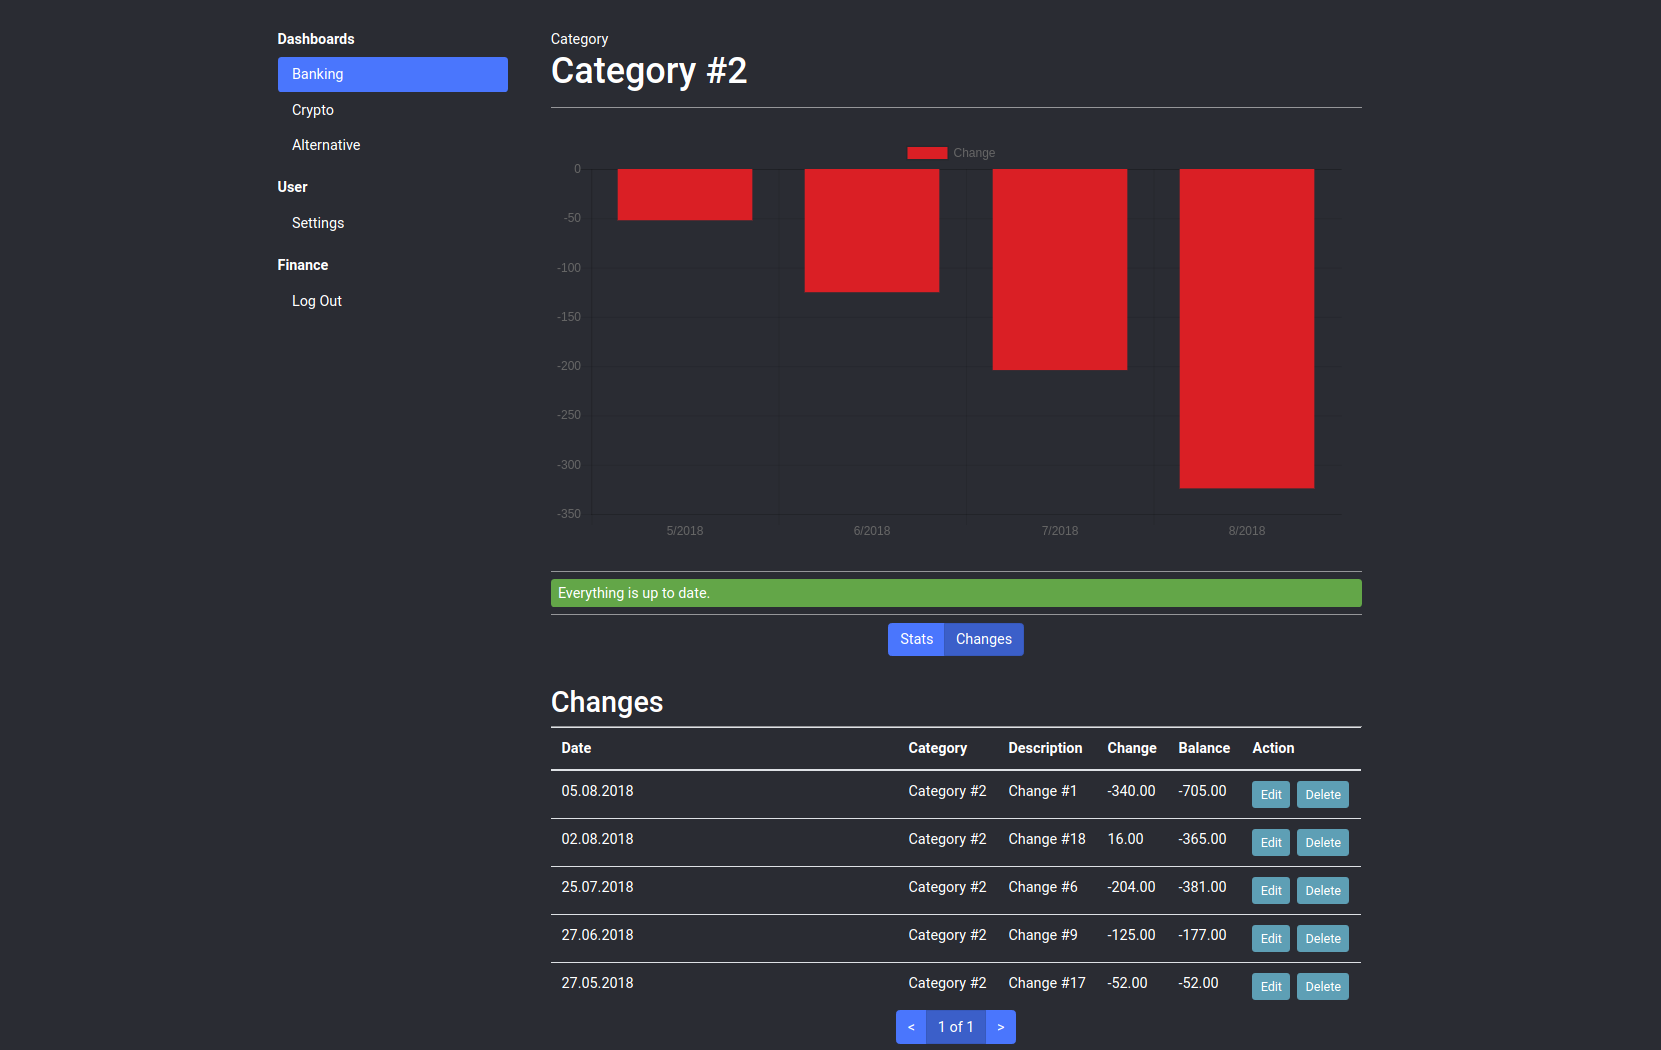 Dashboards
Banking
Crypto
Alternative
User
Settings
Finance
Log Out
Category
Category #2
Change
0
-50
-100
-150
-200
-250
-300
-350
5/2018 6/2018 7/2018 8/2018
Everything is up to date.
Stats Changes
Changes
Date Category Description Change Balance Action
05.08.2018 Category #2 Change #1 -340.00 -705.00 Edit Delete
02.08.2018 Category #2 Change #18 16.00 -365.00 Edit Delete
25.07.2018 Category #2 Change #6 -204.00 -381.00 Edit Delete
27.06.2018 Category #2 Change #9 -125.00 -177.00 Edit Delete
27.05.2018 Category #2 Change #17 -52.00 -52.00 Edit Delete
< 1 of 1 >